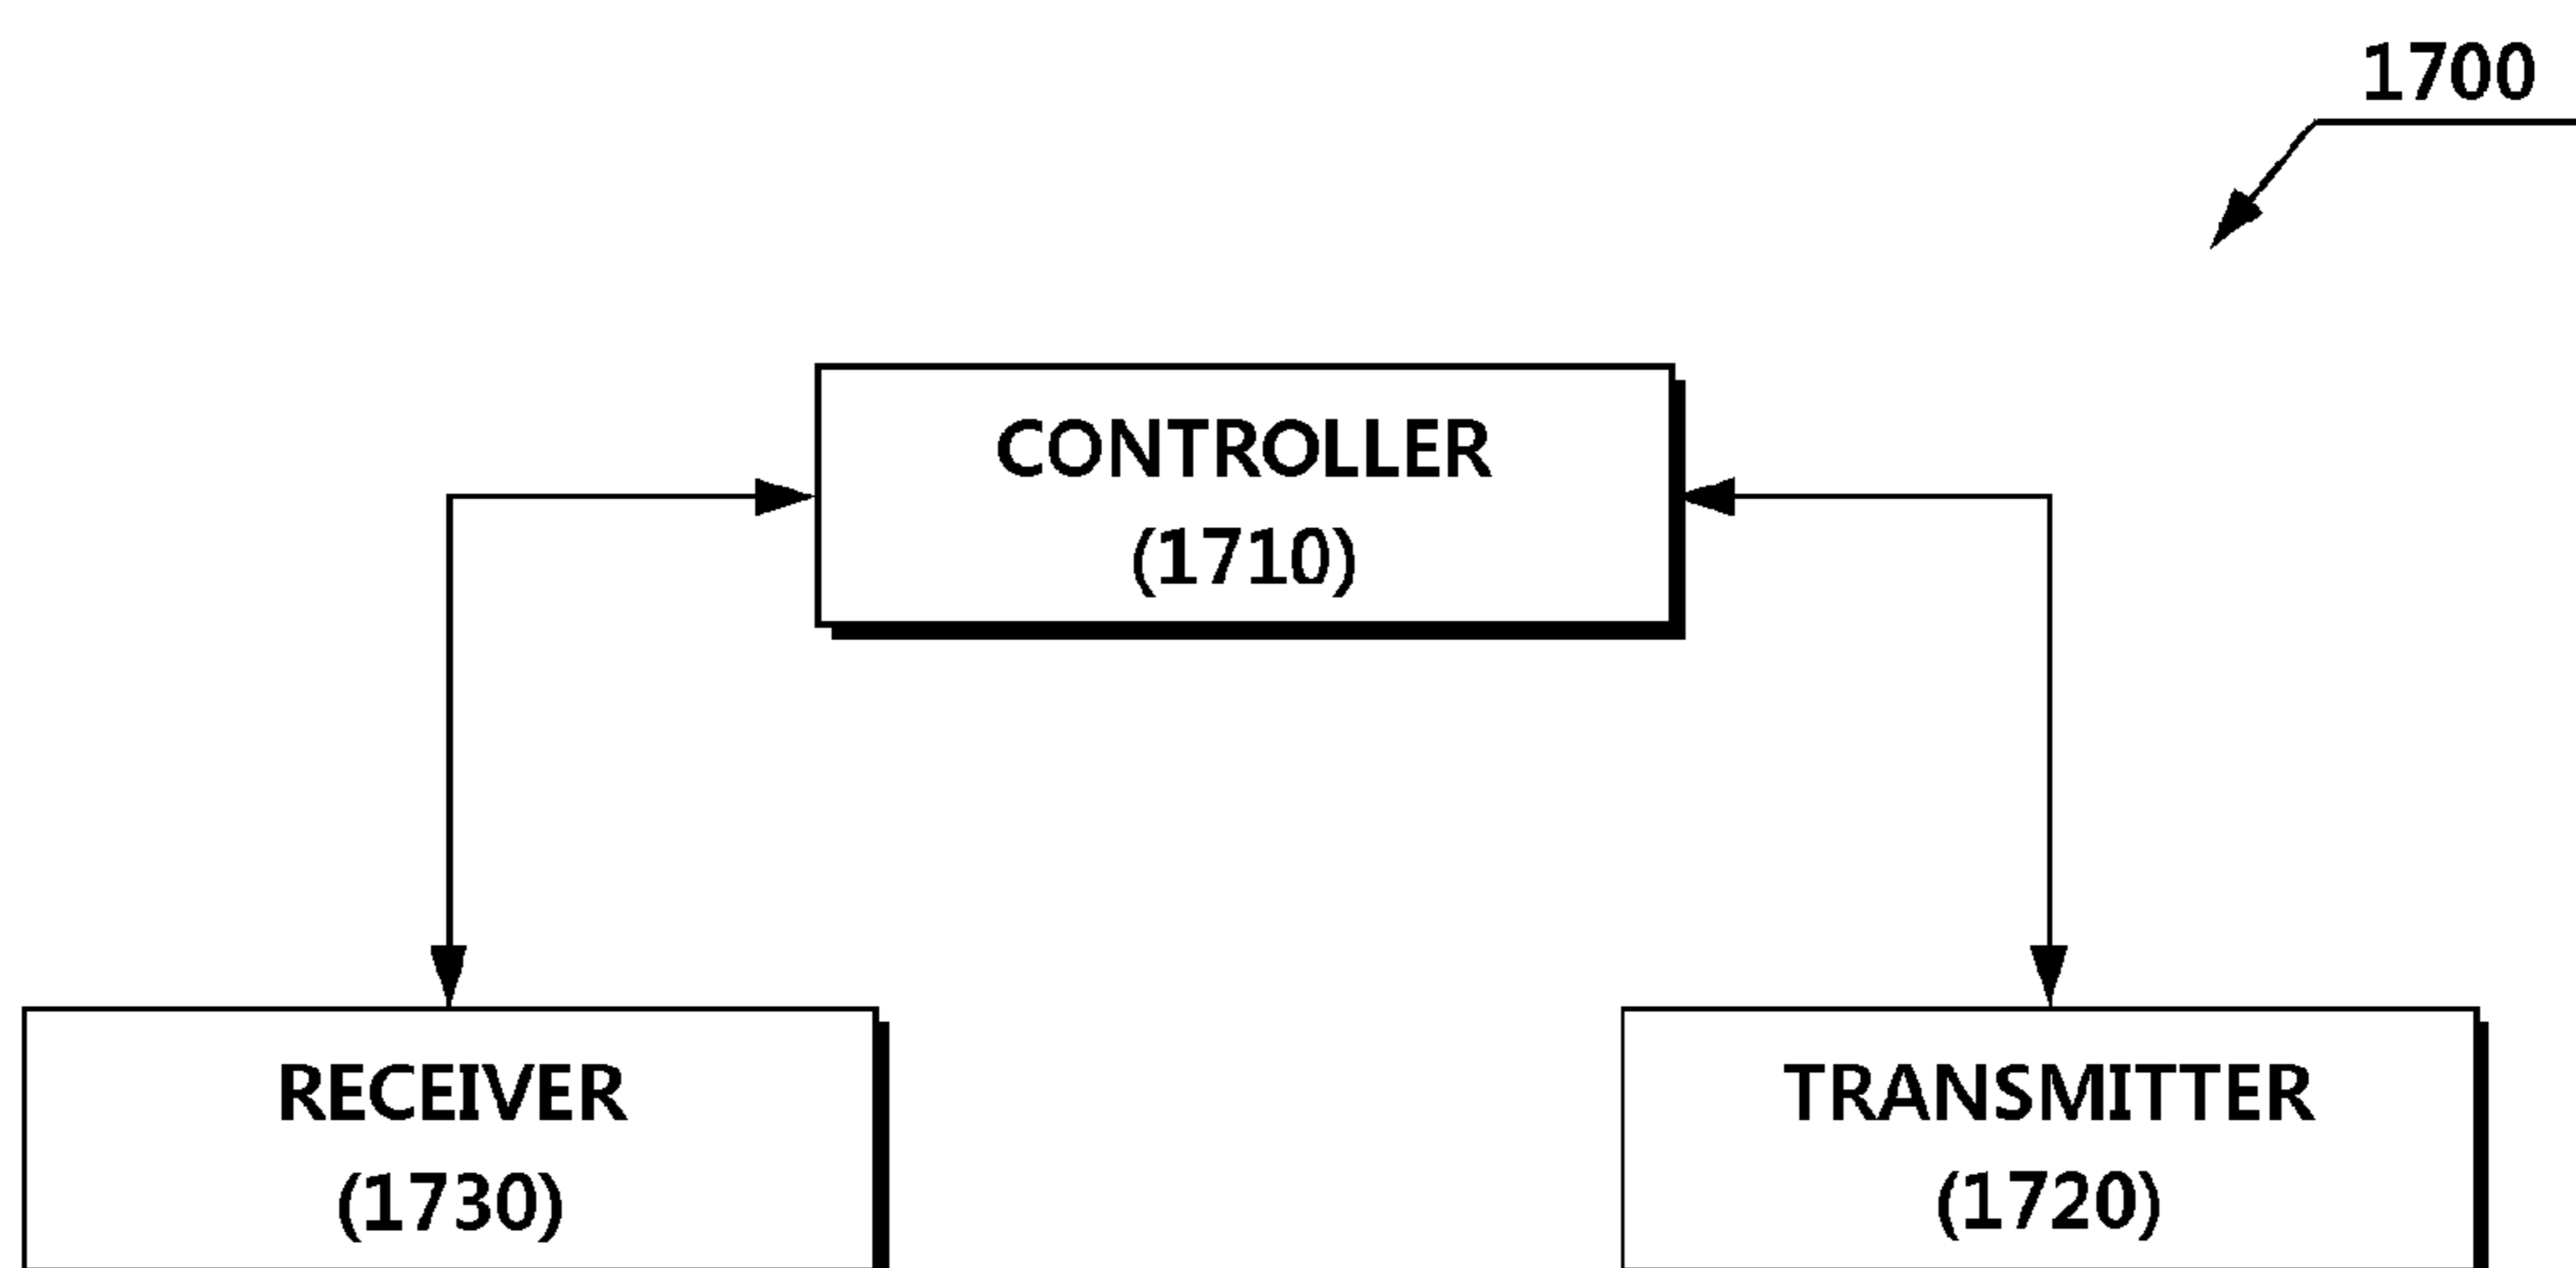 1700
CONTROLLER
(1710)
RECEIVER
(1730)
TRANSMITTER
(1720)